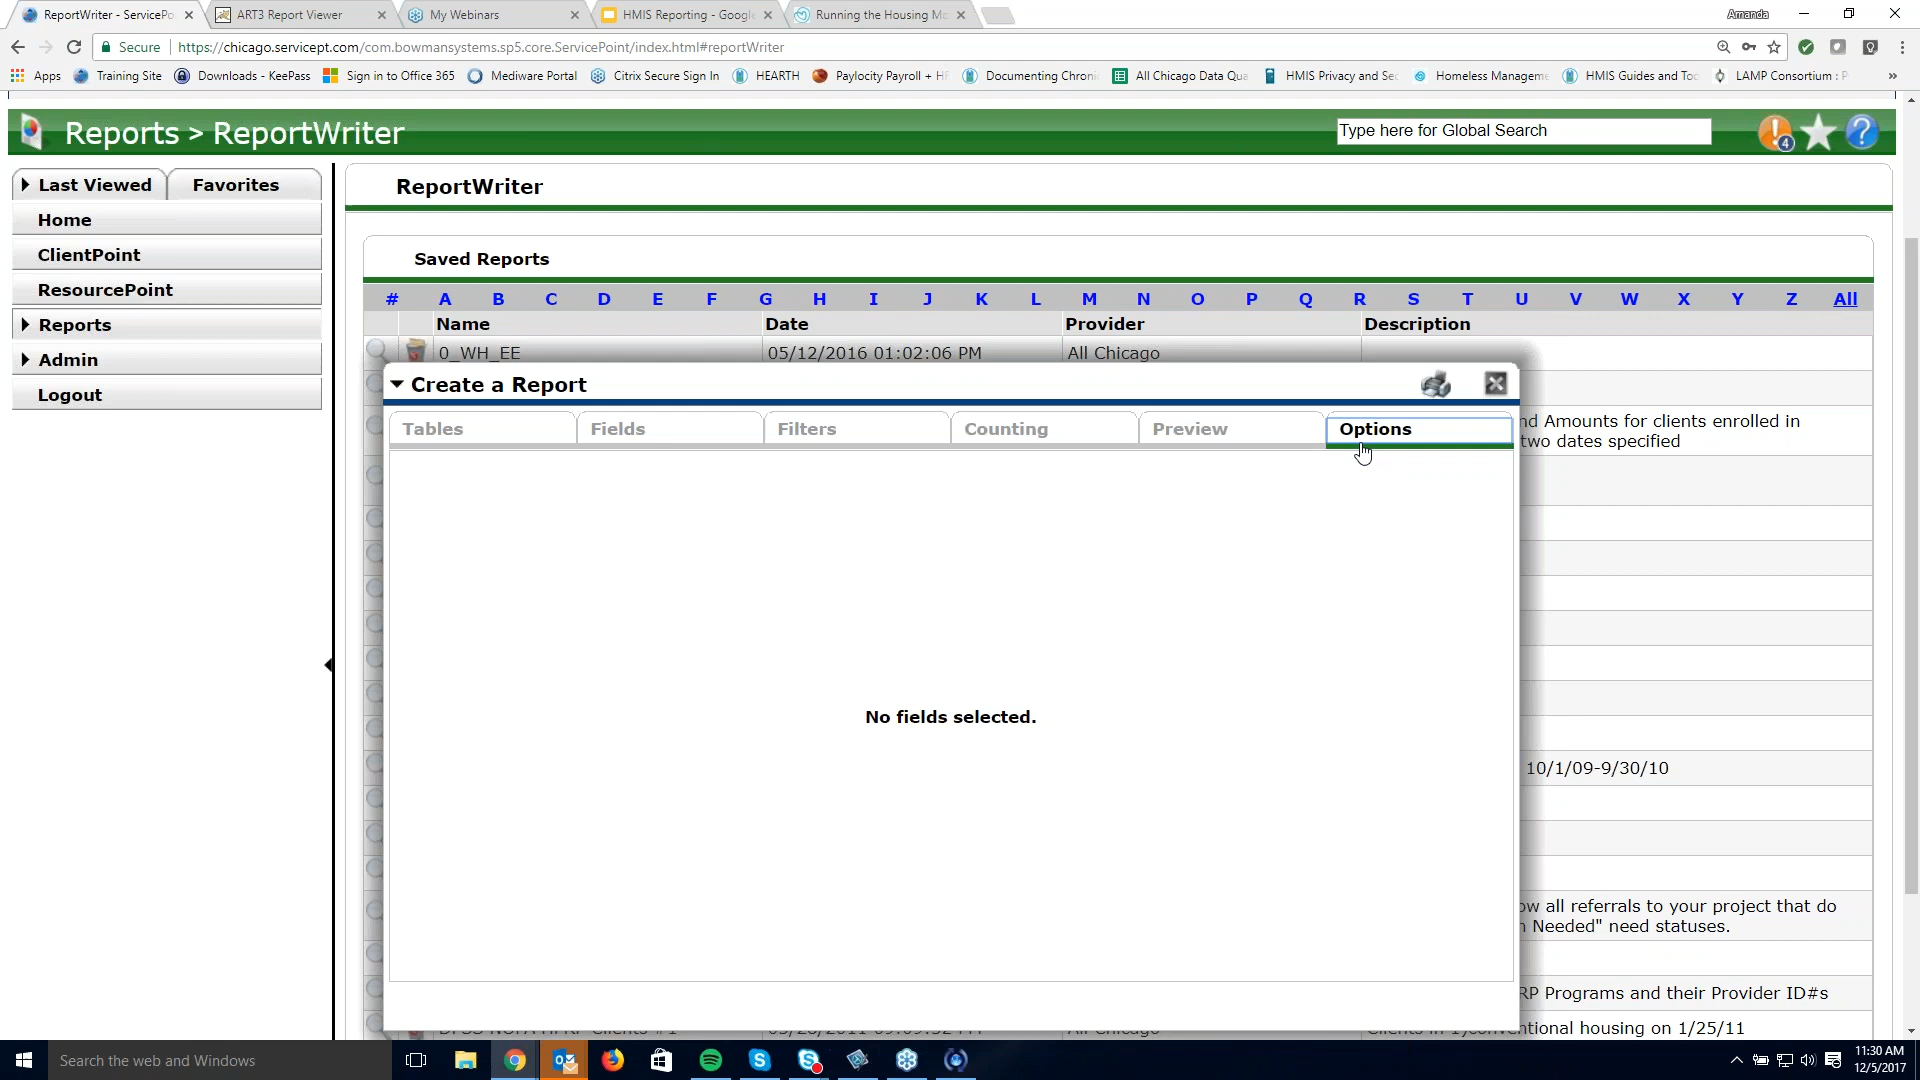 ReportWriter - ServicePo
ART3 Report Viewer
My Webinars
HMIS Reporting - Google
Running the Housing Mo
Amanda
Secure
https://chicago.servicept.com/com.bowmansystems.sp5.core.ServicePoint/index.html#reportWriter
Apps
Training Site
Downloads - KeePass
Sign in to Office 365
Mediware Portal
Citrix Secure Sign In
HEARTH
Paylocity Payroll + H
Documenting Chroni
All Chicago Data Qua
HMIS Privacy and Sec
Homeless Manageme
HMIS Guides and Too
LAMP Consortium : P
»
Reports > ReportWriter
Type here for Global Search
4
?
Last Viewed
Favorites
Home
ClientPoint
ResourcePoint
Reports
Admin
Logout
ReportWriter
Saved Reports
# A B C D E F G H I J K L M N O P Q R S T U V W X Y Z All
Name Date Provider Description
0_WH_EE 05/12/2016 01:02:06 PM All Chicago
Create a Report
Tables Fields Filters Counting Preview Options
No fields selected.
nd Amounts for clients enrolled in
two dates specified
10/1/09-9/30/10
ow all referrals to your project that do
n Needed" need statuses.
RP Programs and their Provider ID#s
ntional housing on 1/25/11
Search the web and Windows
11:30 AM
12/5/2017